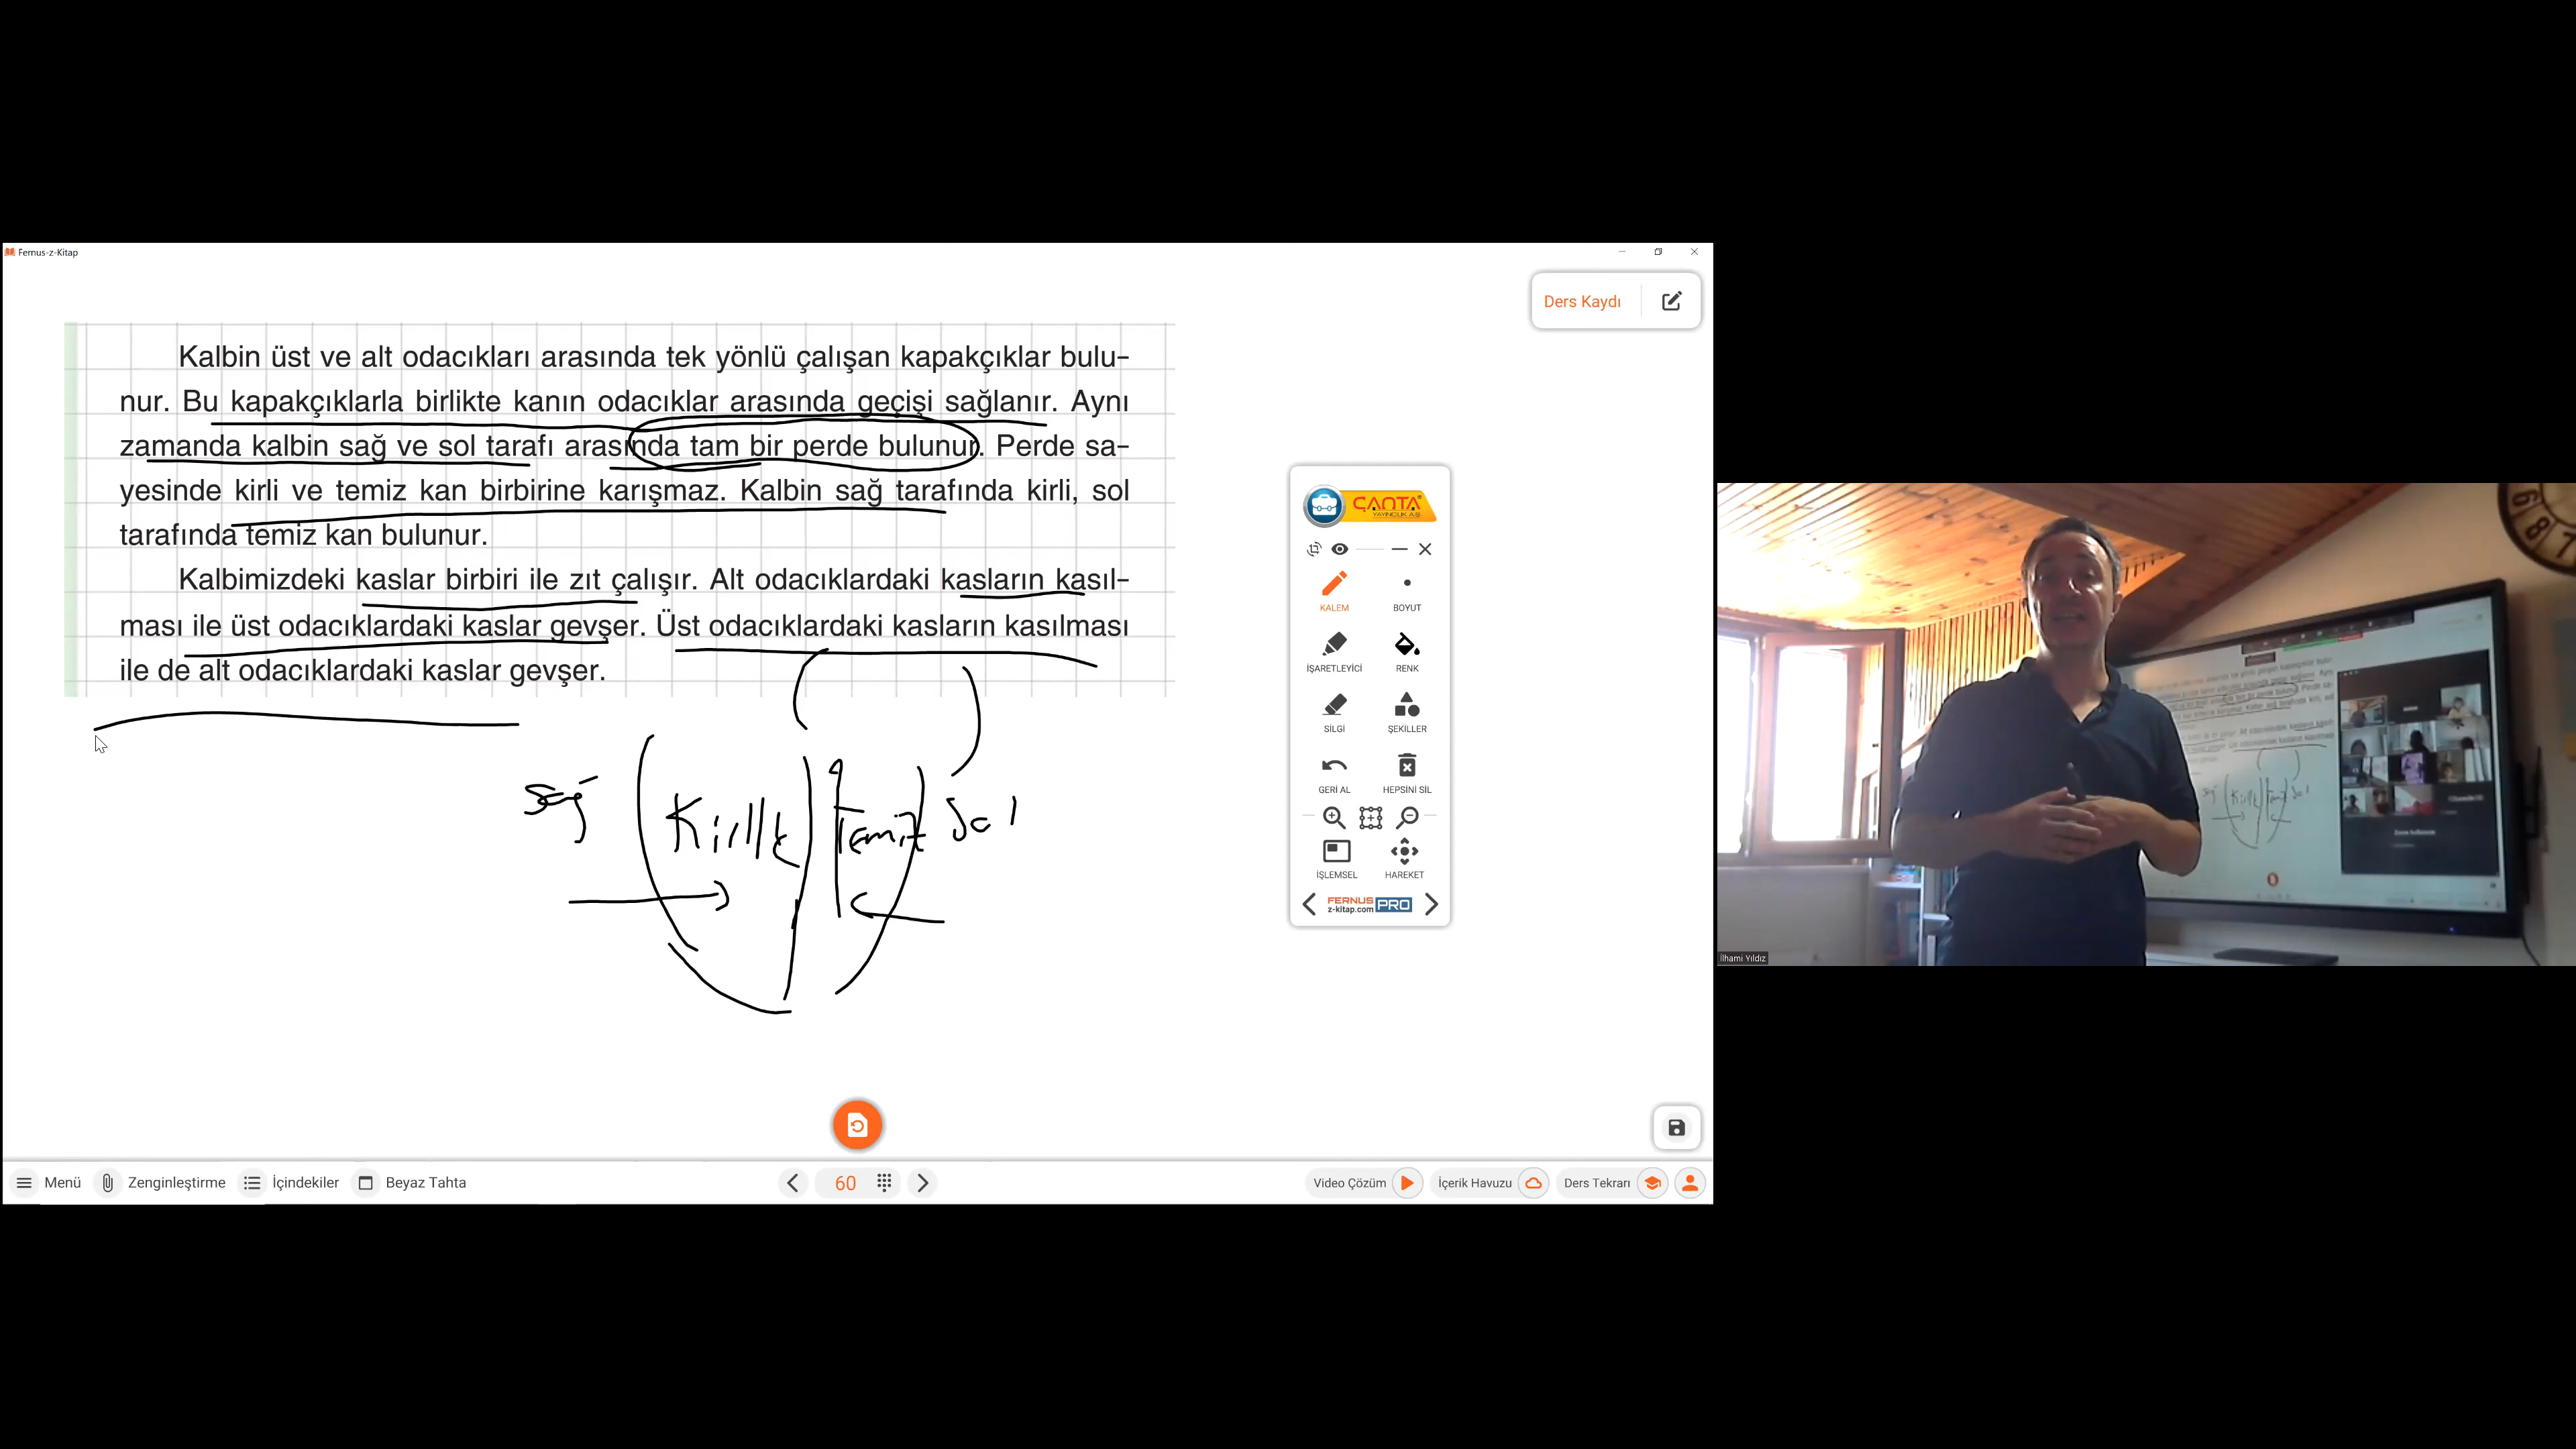 Fernus-z-Kitap
Ders Kaydı
Kalbin üst ve alt odacıkları arasında tek yönlü çalışan kapakçıklar bulu-
nur. Bu kapakçıklarla birlikte kanın odacıklar arasında geçişi sağlanır. Aynı
zamanda kalbin sağ ve sol tarafı arasında tam bir perde bulunur. Perde sa-
yesinde kirli ve temiz kan birbirine karışmaz. Kalbin sağ tarafında kirli, sol
tarafında temiz kan bulunur.
Kalbimizdeki kaslar birbiri ile zıt çalışır. Alt odacıklardaki kasların kasıl-
ması ile üst odacıklardaki kaslar gevşer. Üst odacıklardaki kasların kasılması
ile de alt odacıklardaki kaslar gevşer.
sağ Kirli Temiz Sol
ÇANTA
YAYINCILIK A.Ş.
KALEM BOYUT
İŞARETLEYİCİ RENK
SİLGİ ŞEKİLLER
GERİ AL HEPSİNİ SİL
İŞLEMSEL HAREKET
FERNUS
z-kitap.com PRO
Menü Zenginleştirme İçindekiler Beyaz Tahta 60 Video Çözüm İçerik Havuzu Ders Tekrarı
6
8
7
İlhami Yıldız